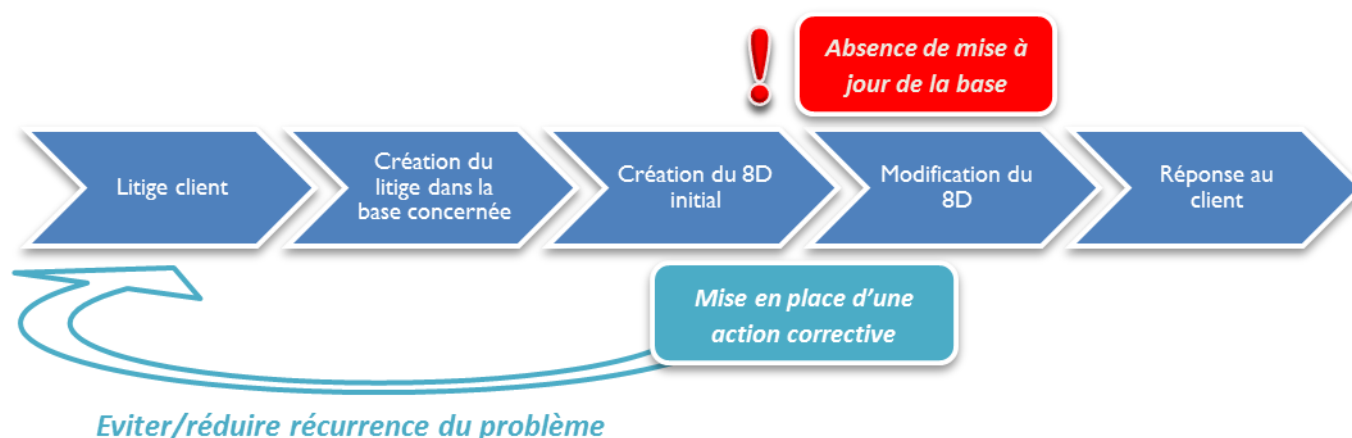 Absence de mise à
jour de la base
Litige client
Création du
litige dans la
base concernée
Création du 8D
initial
Modification du
8D
Réponse au
client
Mise en place d’une
action corrective
Eviter/réduire récurrence du problème